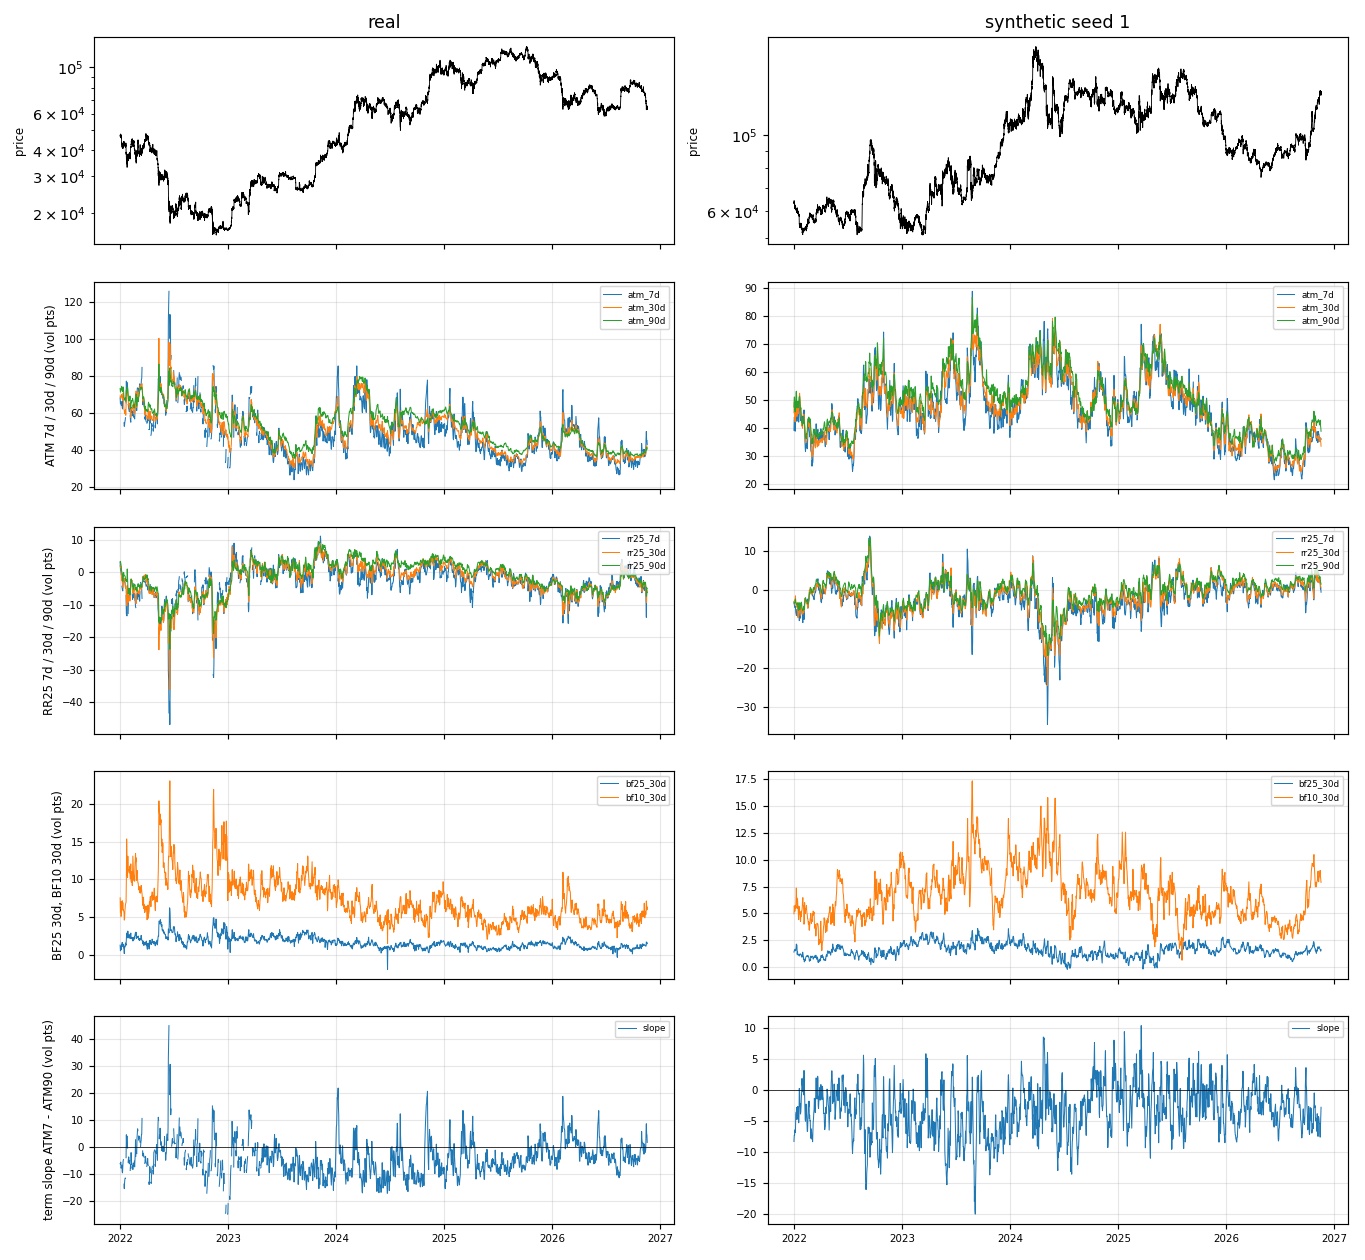 real
synthetic seed 1
price
10^5
6 × 10^4
4 × 10^4
3 × 10^4
2 × 10^4
price
10^5
6 × 10^4
ATM 7d / 30d / 90d (vol pts)
120
100
80
60
40
20
atm_7d
atm_30d
atm_90d
90
80
70
60
50
40
30
20
atm_7d
atm_30d
atm_90d
RR25 7d / 30d / 90d (vol pts)
10
0
−10
−20
−30
−40
rr25_7d
rr25_30d
rr25_90d
10
0
−10
−20
−30
rr25_7d
rr25_30d
rr25_90d
BF25 30d, BF10 30d (vol pts)
20
15
10
5
0
bf25_30d
bf10_30d
17.5
15.0
12.5
10.0
7.5
5.0
2.5
0.0
bf25_30d
bf10_30d
term slope ATM7 - ATM90 (vol pts)
40
30
20
10
0
−10
−20
slope
2022 2023 2024 2025 2026 2027
10
5
0
−5
−10
−15
−20
slope
2022 2023 2024 2025 2026 2027